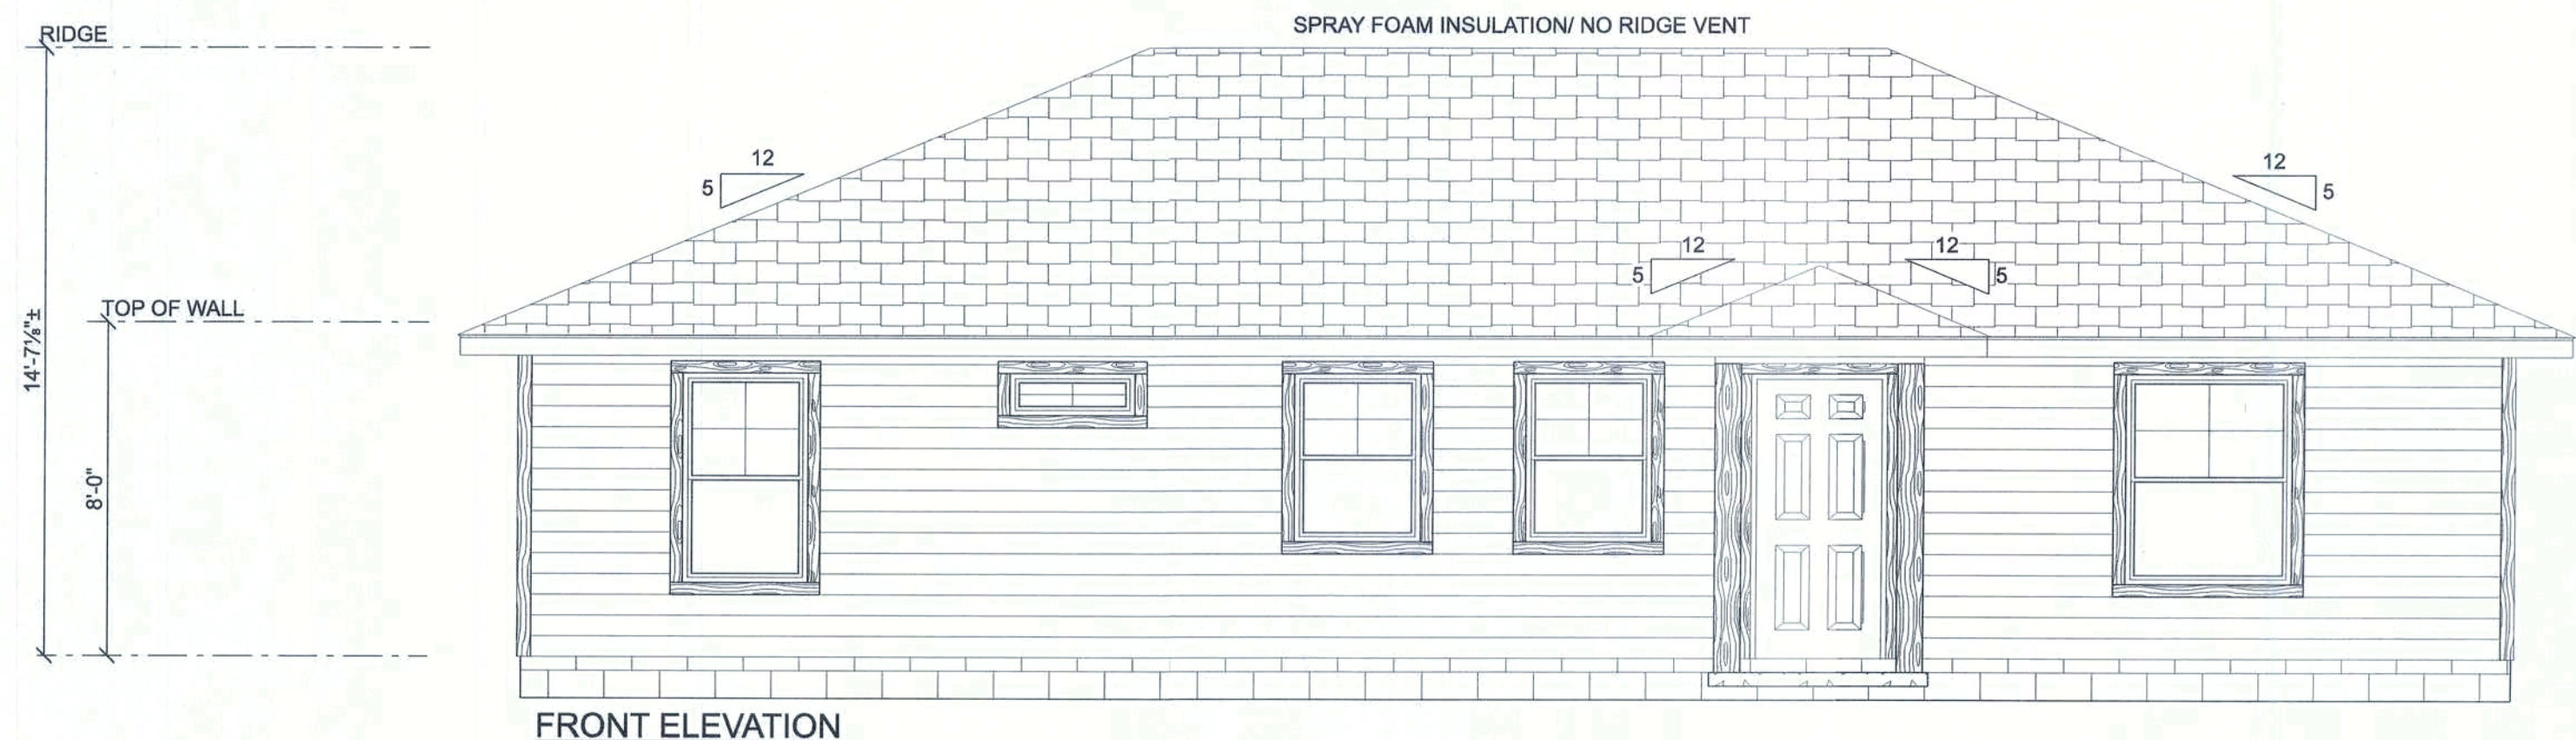 SPRAY FOAM INSULATION/ NO RIDGE VENT
RIDGE
12
5
12
5
12
5
12
5
TOP OF WALL
14'-7⅛"±
8'-0"
FRONT ELEVATION